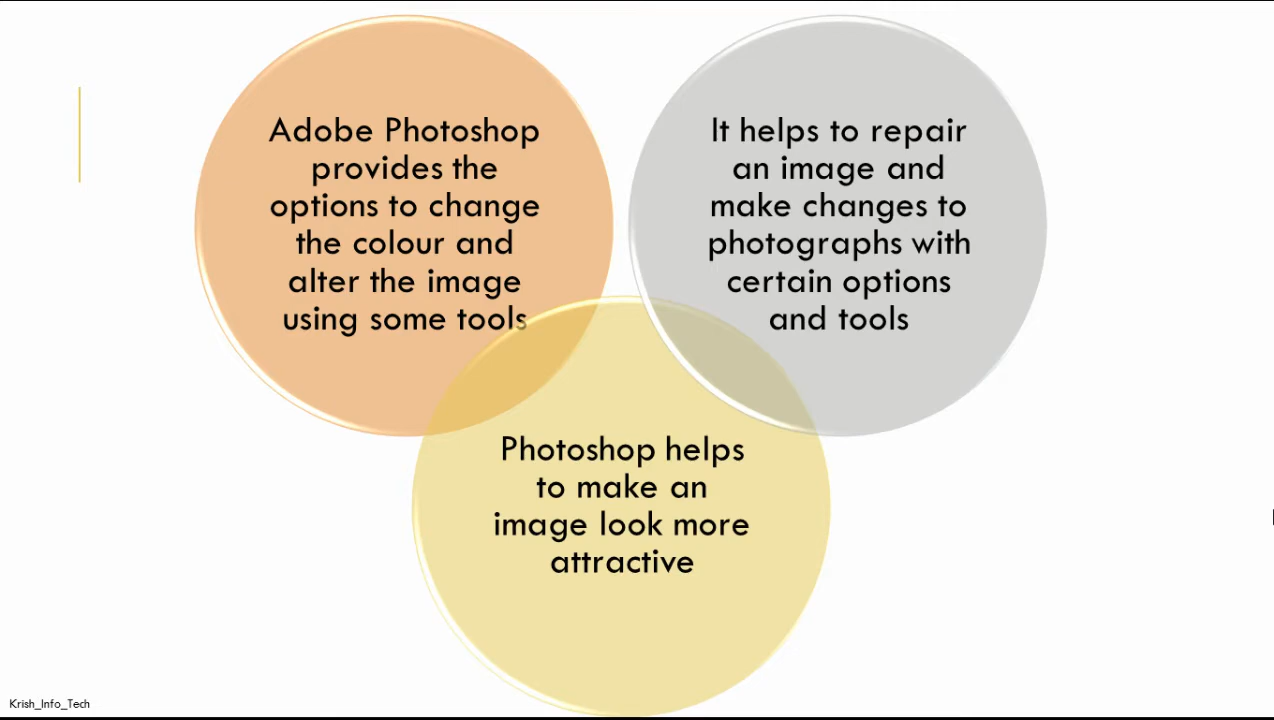 Adobe Photoshop
provides the
options to change
the colour and
alter the image
using some tools
It helps to repair
an image and
make changes to
photographs with
certain options
and tools
Photoshop helps
to make an
image look more
attractive
Krish_Info_Tech